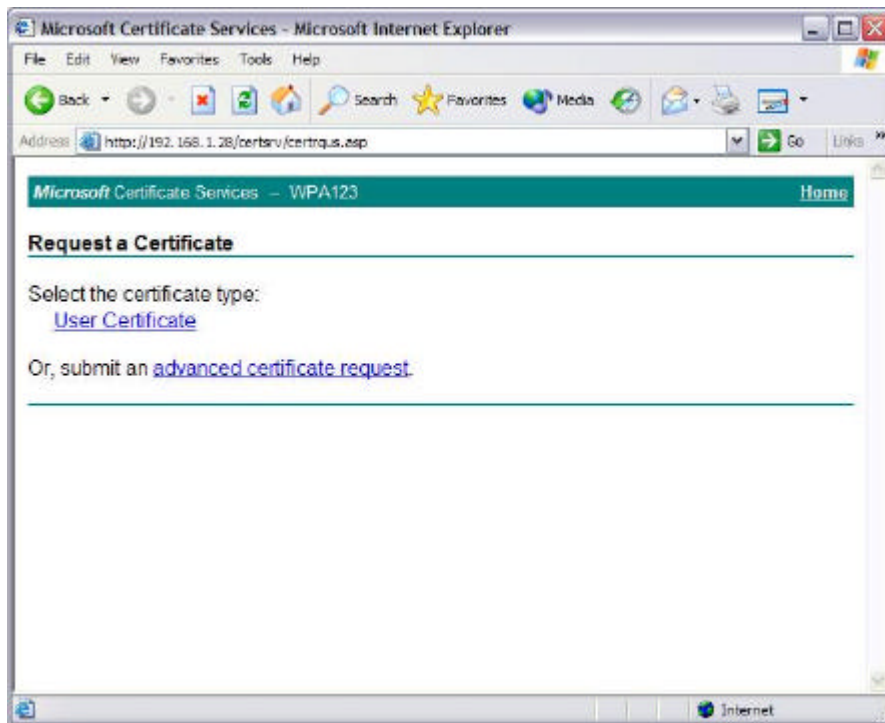 Microsoft Certificate Services - Microsoft Internet Explorer
File Edit View Favorites Tools Help
Back Search Favorites Media
Address http://192.168.1.28/certsrv/certrqus.asp Go Links »
Microsoft Certificate Services -- WPA123 Home
Request a Certificate
Select the certificate type:
User Certificate
Or, submit an advanced certificate request.
Internet